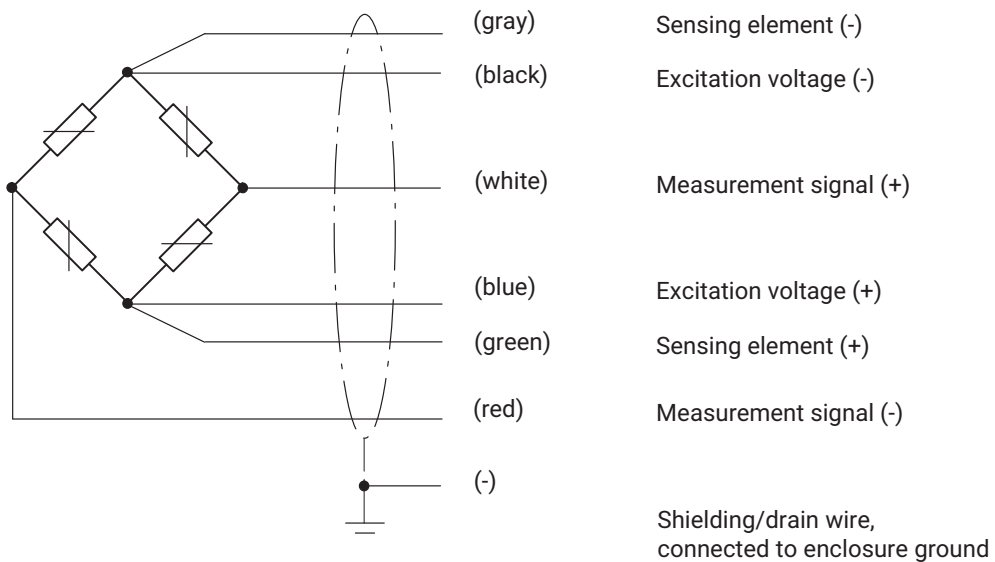 (gray) Sensing element (-)
(black) Excitation voltage (-)
(white) Measurement signal (+)
(blue) Excitation voltage (+)
(green) Sensing element (+)
(red) Measurement signal (-)
(-)
Shielding/drain wire,
connected to enclosure ground